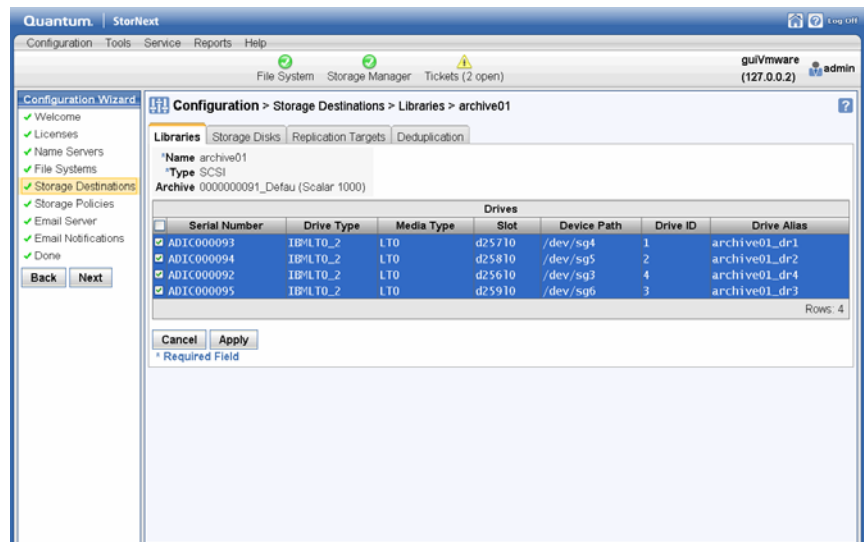 Quantum. | StorNext
Log Off
Configuration Tools Service Reports Help
File System Storage Manager Tickets (2 open)
guiVmware
(127.0.0.2)
admin
Configuration Wizard
Welcome
Licenses
Name Servers
File Systems
Storage Destinations
Storage Policies
Email Server
Email Notifications
Done
Back Next
Configuration > Storage Destinations > Libraries > archive01
?
Libraries Storage Disks Replication Targets Deduplication
*Name archive01
*Type SCSI
Archive 0000000091_Defau (Scalar 1000)
Drives
Serial Number Drive Type Media Type Slot Device Path Drive ID Drive Alias
ADIC000093 IBMLTO_2 LTO d25710 /dev/sg4 1 archive01_dr1
ADIC000094 IBMLTO_2 LTO d25810 /dev/sg5 2 archive01_dr2
ADIC000092 IBMLTO_2 LTO d25610 /dev/sg3 4 archive01_dr4
ADIC000095 IBMLTO_2 LTO d25910 /dev/sg6 3 archive01_dr3
Rows: 4
Cancel Apply
* Required Field